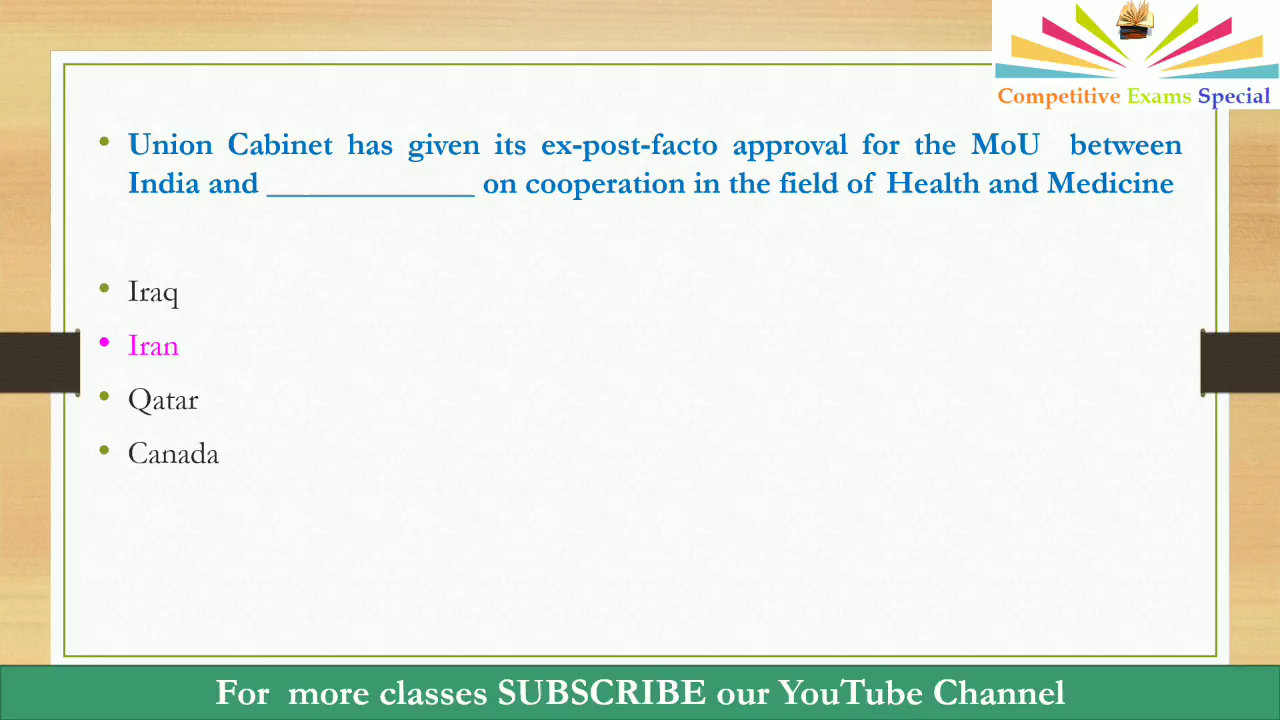 Competitive Exams Special
• Union Cabinet has given its ex-post-facto approval for the MoU between
India and ______________ on cooperation in the field of Health and Medicine
• Iraq
• Iran
• Qatar
• Canada
For more classes SUBSCRIBE our YouTube Channel